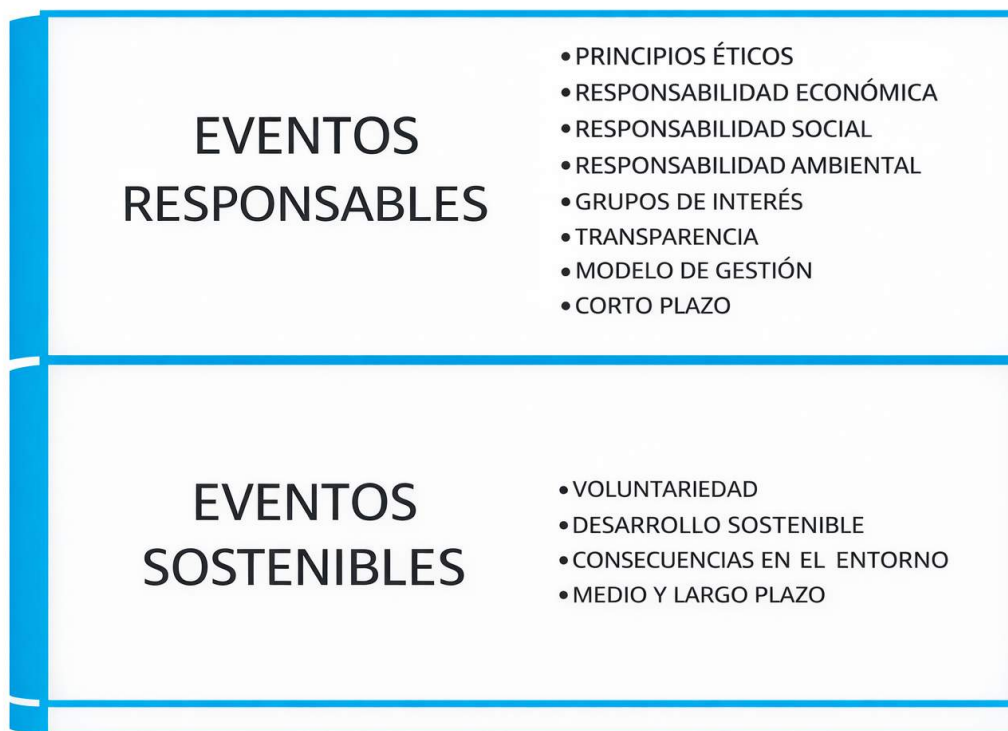 EVENTOS
RESPONSABLES
•PRINCIPIOS ÉTICOS
•RESPONSABILIDAD ECONÓMICA
•RESPONSABILIDAD SOCIAL
•RESPONSABILIDAD AMBIENTAL
•GRUPOS DE INTERÉS
•TRANSPARENCIA
•MODELO DE GESTIÓN
•CORTO PLAZO
EVENTOS
SOSTENIBLES
•VOLUNTARIEDAD
•DESARROLLO SOSTENIBLE
•CONSECUENCIAS EN EL ENTORNO
•MEDIO Y LARGO PLAZO